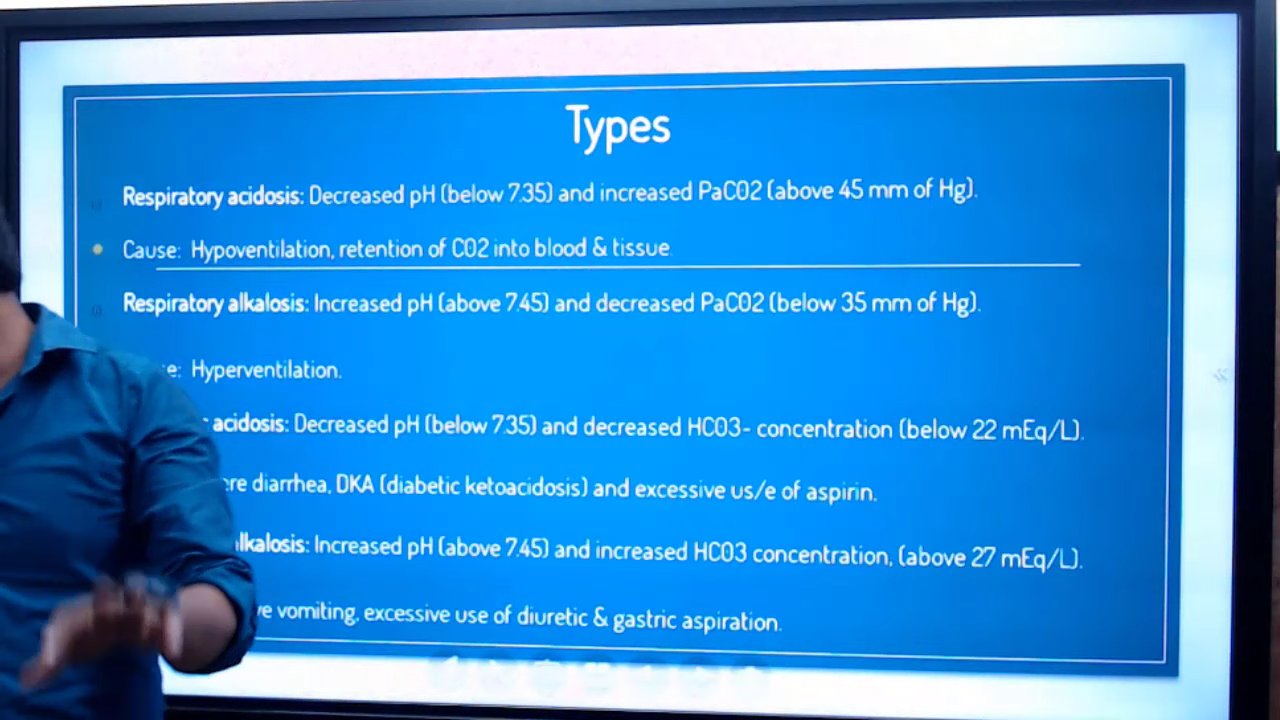 Types
Respiratory acidosis: Decreased pH (below 7.35) and increased PaCO2 (above 45 mm of Hg).
Cause: Hypoventilation, retention of CO2 into blood & tissue.
Respiratory alkalosis: Increased pH (above 7.45) and decreased PaCO2 (below 35 mm of Hg).
e: Hyperventilation.
acidosis: Decreased pH (below 7.35) and decreased HCO3- concentration (below 22 mEq/L).
ere diarrhea, DKA (diabetic ketoacidosis) and excessive us/e of aspirin.
lkalosis: Increased pH (above 7.45) and increased HCO3 concentration, (above 27 mEq/L).
ve vomiting, excessive use of diuretic & gastric aspiration.